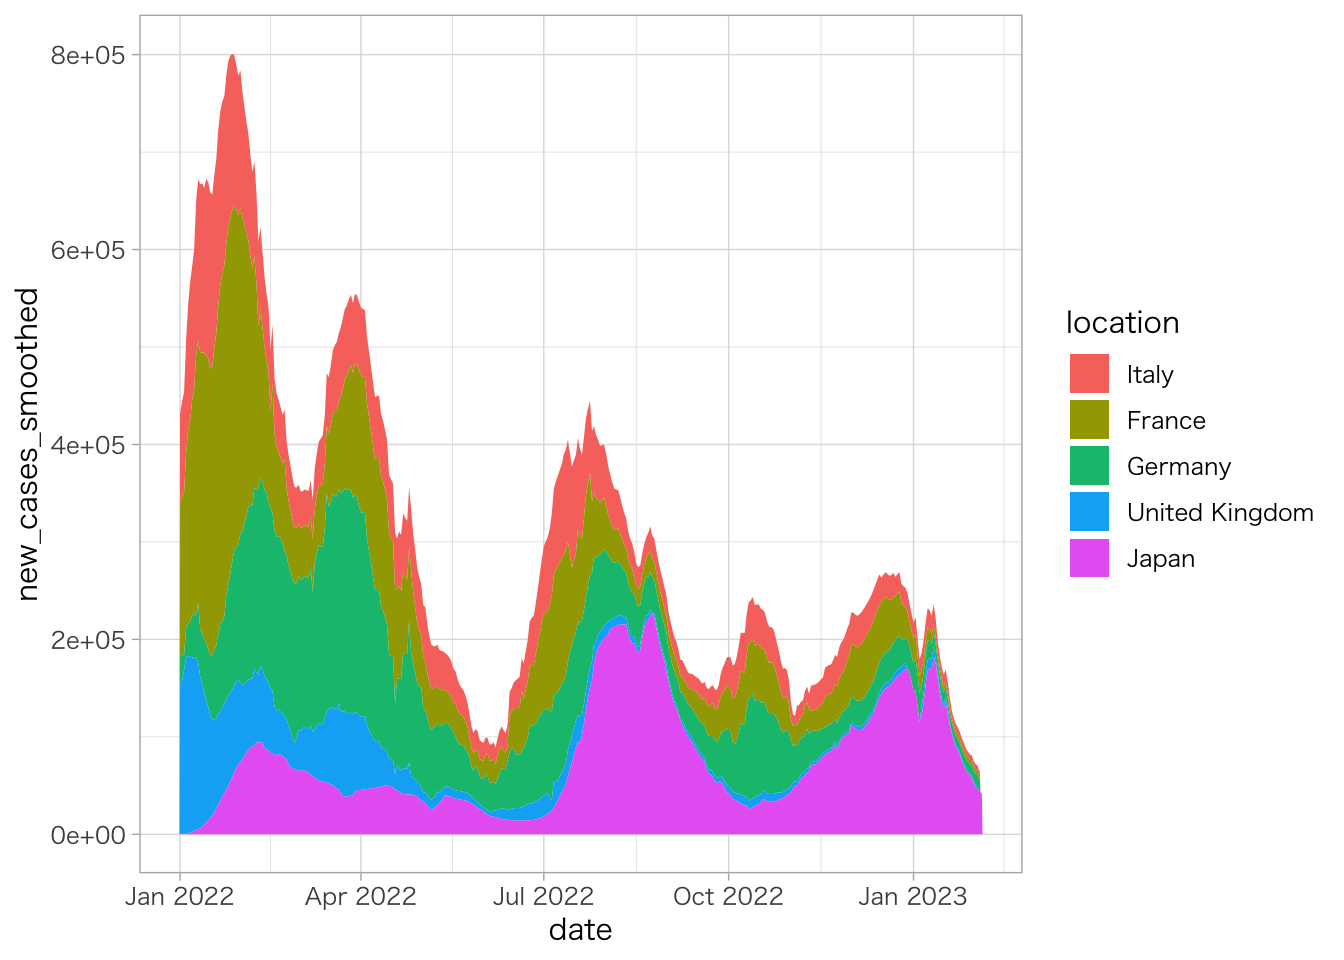 8e+05
6e+05
4e+05
2e+05
0e+00
new_cases_smoothed
Jan 2022 Apr 2022 Jul 2022 Oct 2022 Jan 2023
date
location
Italy
France
Germany
United Kingdom
Japan